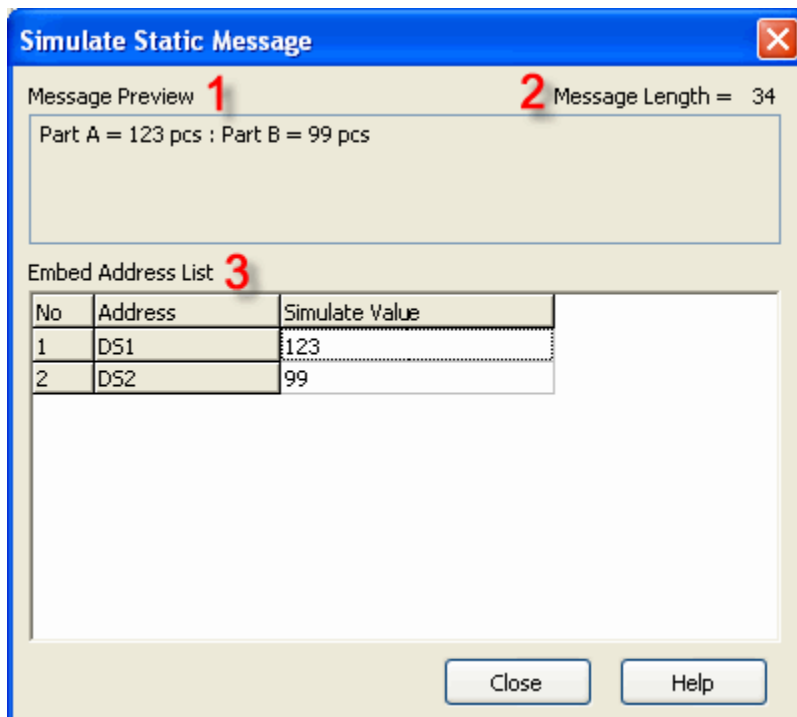 Simulate Static Message
Message Preview 1 2 Message Length = 34
Part A = 123 pcs : Part B = 99 pcs
Embed Address List 3
No Address Simulate Value
1 DS1 123
2 DS2 99
Close Help